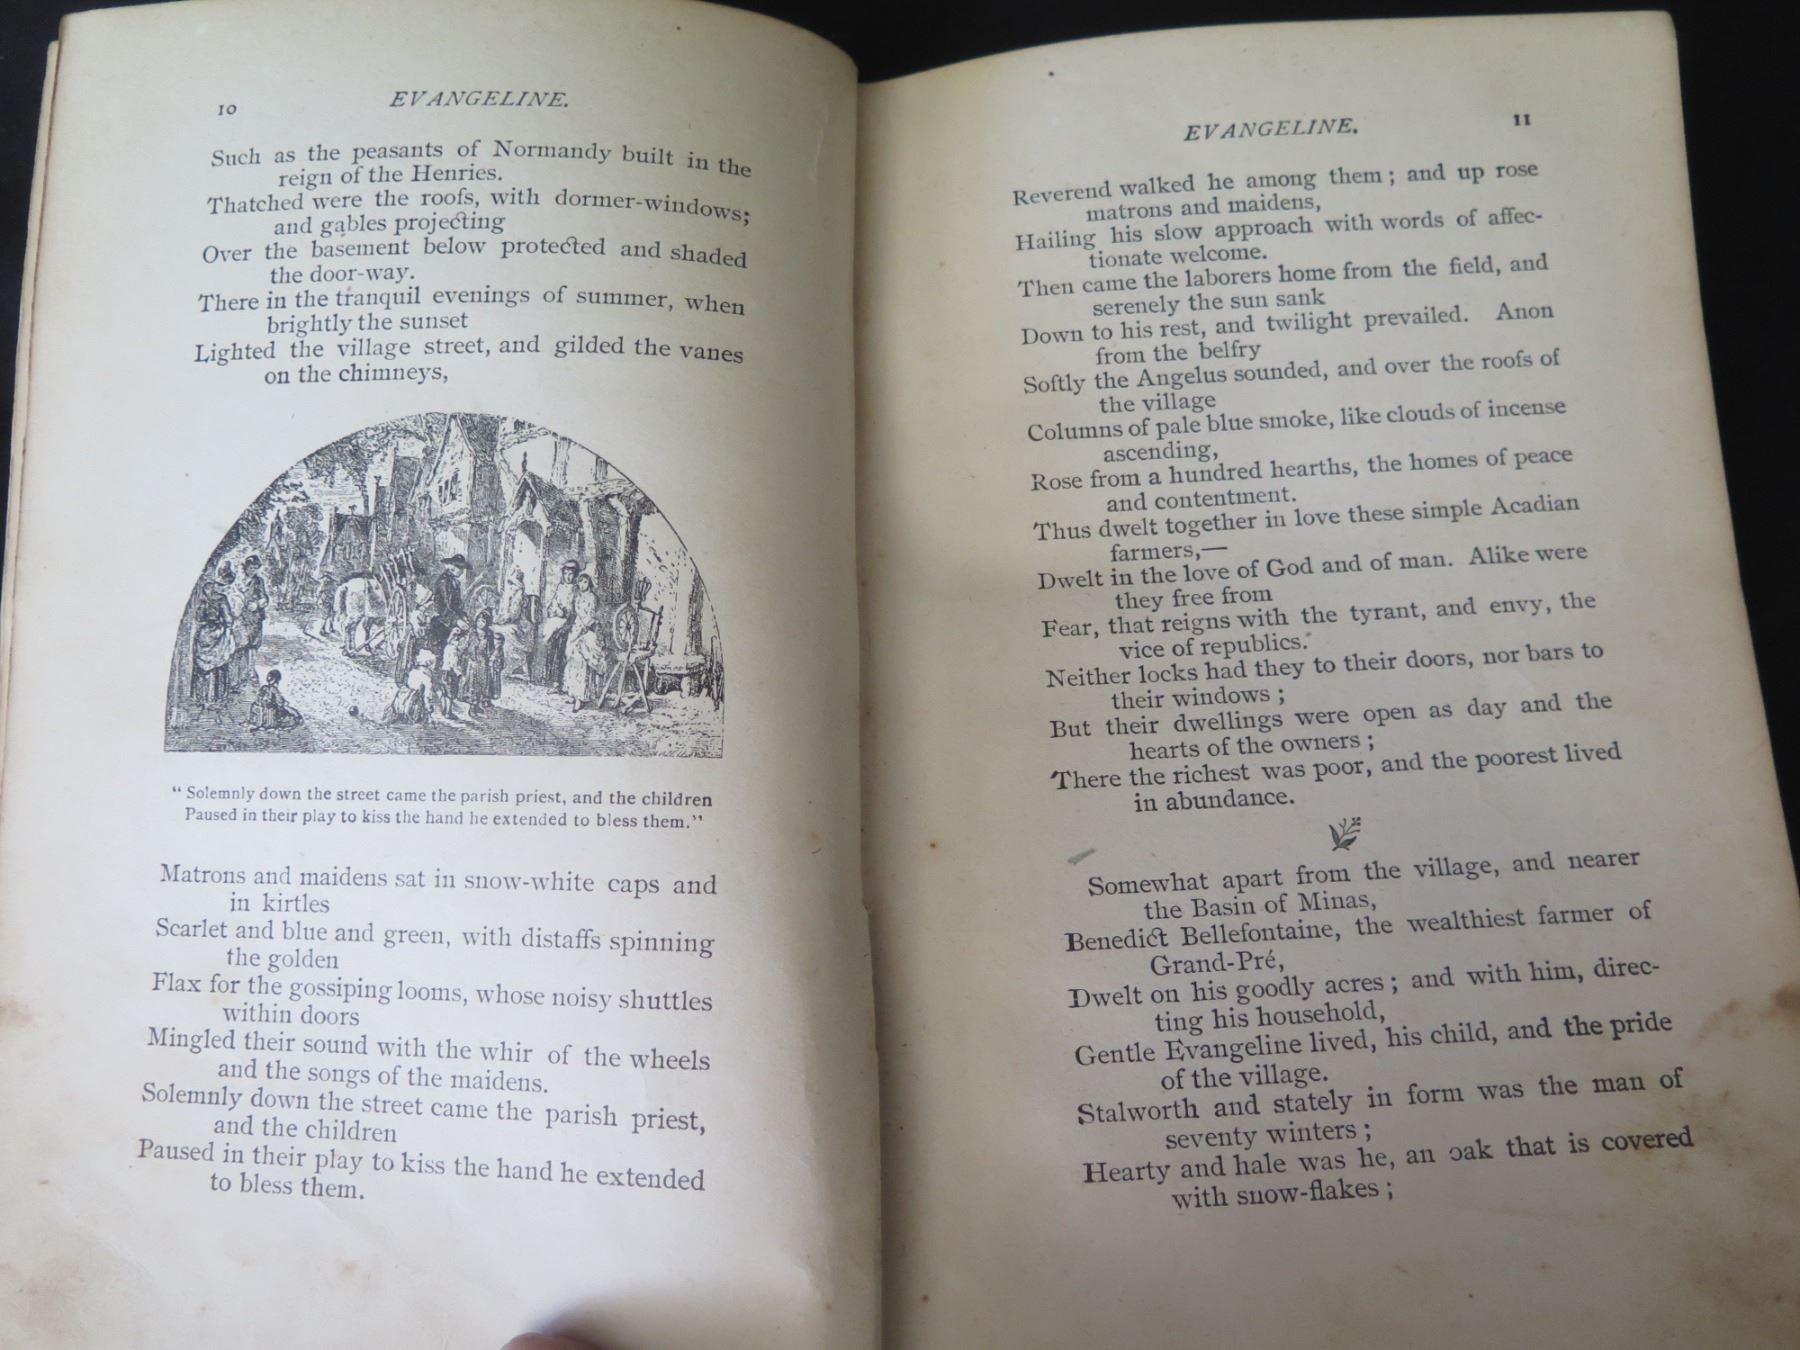 10
EVANGELINE.
Such as the peasants of Normandy built in the
reign of the Henries.
Thatched were the roofs, with dormer-windows;
and gables projecting
Over the basement below protected and shaded
the door-way.
There in the tranquil evenings of summer, when
brightly the sunset
Lighted the village street, and gilded the vanes
on the chimneys,
"Solemnly down the street came the parish priest, and the children
Paused in their play to kiss the hand he extended to bless them."
Matrons and maidens sat in snow-white caps and
in kirtles
Scarlet and blue and green, with distaffs spinning
the golden
Flax for the gossiping looms, whose noisy shuttles
within doors
Mingled their sound with the whir of the wheels
and the songs of the maidens.
Solemnly down the street came the parish priest,
and the children
Paused in their play to kiss the hand he extended
to bless them.
EVANGELINE.
11
Reverend walked he among them; and up rose
matrons and maidens,
Hailing his slow approach with words of affec-
tionate welcome.
Then came the laborers home from the field, and
serenely the sun sank
Down to his rest, and twilight prevailed. Anon
from the belfry
Softly the Angelus sounded, and over the roofs of
the village
Columns of pale blue smoke, like clouds of incense
ascending,
Rose from a hundred hearths, the homes of peace
and contentment.
Thus dwelt together in love these simple Acadian
farmers,—
Dwelt in the love of God and of man. Alike were
they free from
Fear, that reigns with the tyrant, and envy, the
vice of republics.
Neither locks had they to their doors, nor bars to
their windows;
But their dwellings were open as day and the
hearts of the owners;
There the richest was poor, and the poorest lived
in abundance.
Somewhat apart from the village, and nearer
the Basin of Minas,
Benedict Bellefontaine, the wealthiest farmer of
Grand-Pré,
Dwelt on his goodly acres; and with him, direc-
ting his household,
Gentle Evangeline lived, his child, and the pride
of the village.
Stalworth and stately in form was the man of
seventy winters;
Hearty and hale was he, an oak that is covered
with snow-flakes;